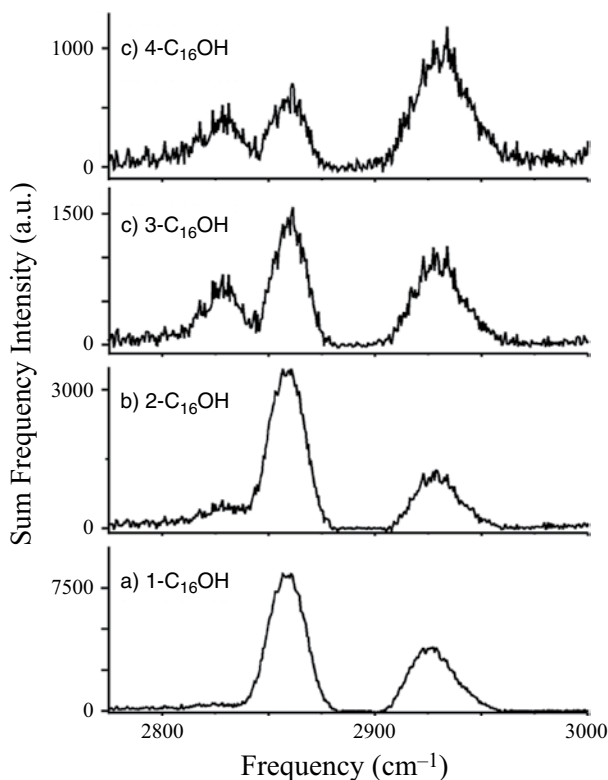 Sum Frequency Intensity (a.u.)
c) 4-C₁₆OH
1000
0
c) 3-C₁₆OH
1500
0
b) 2-C₁₆OH
3000
0
a) 1-C₁₆OH
7500
0
2800 2900 3000
Frequency (cm⁻¹)